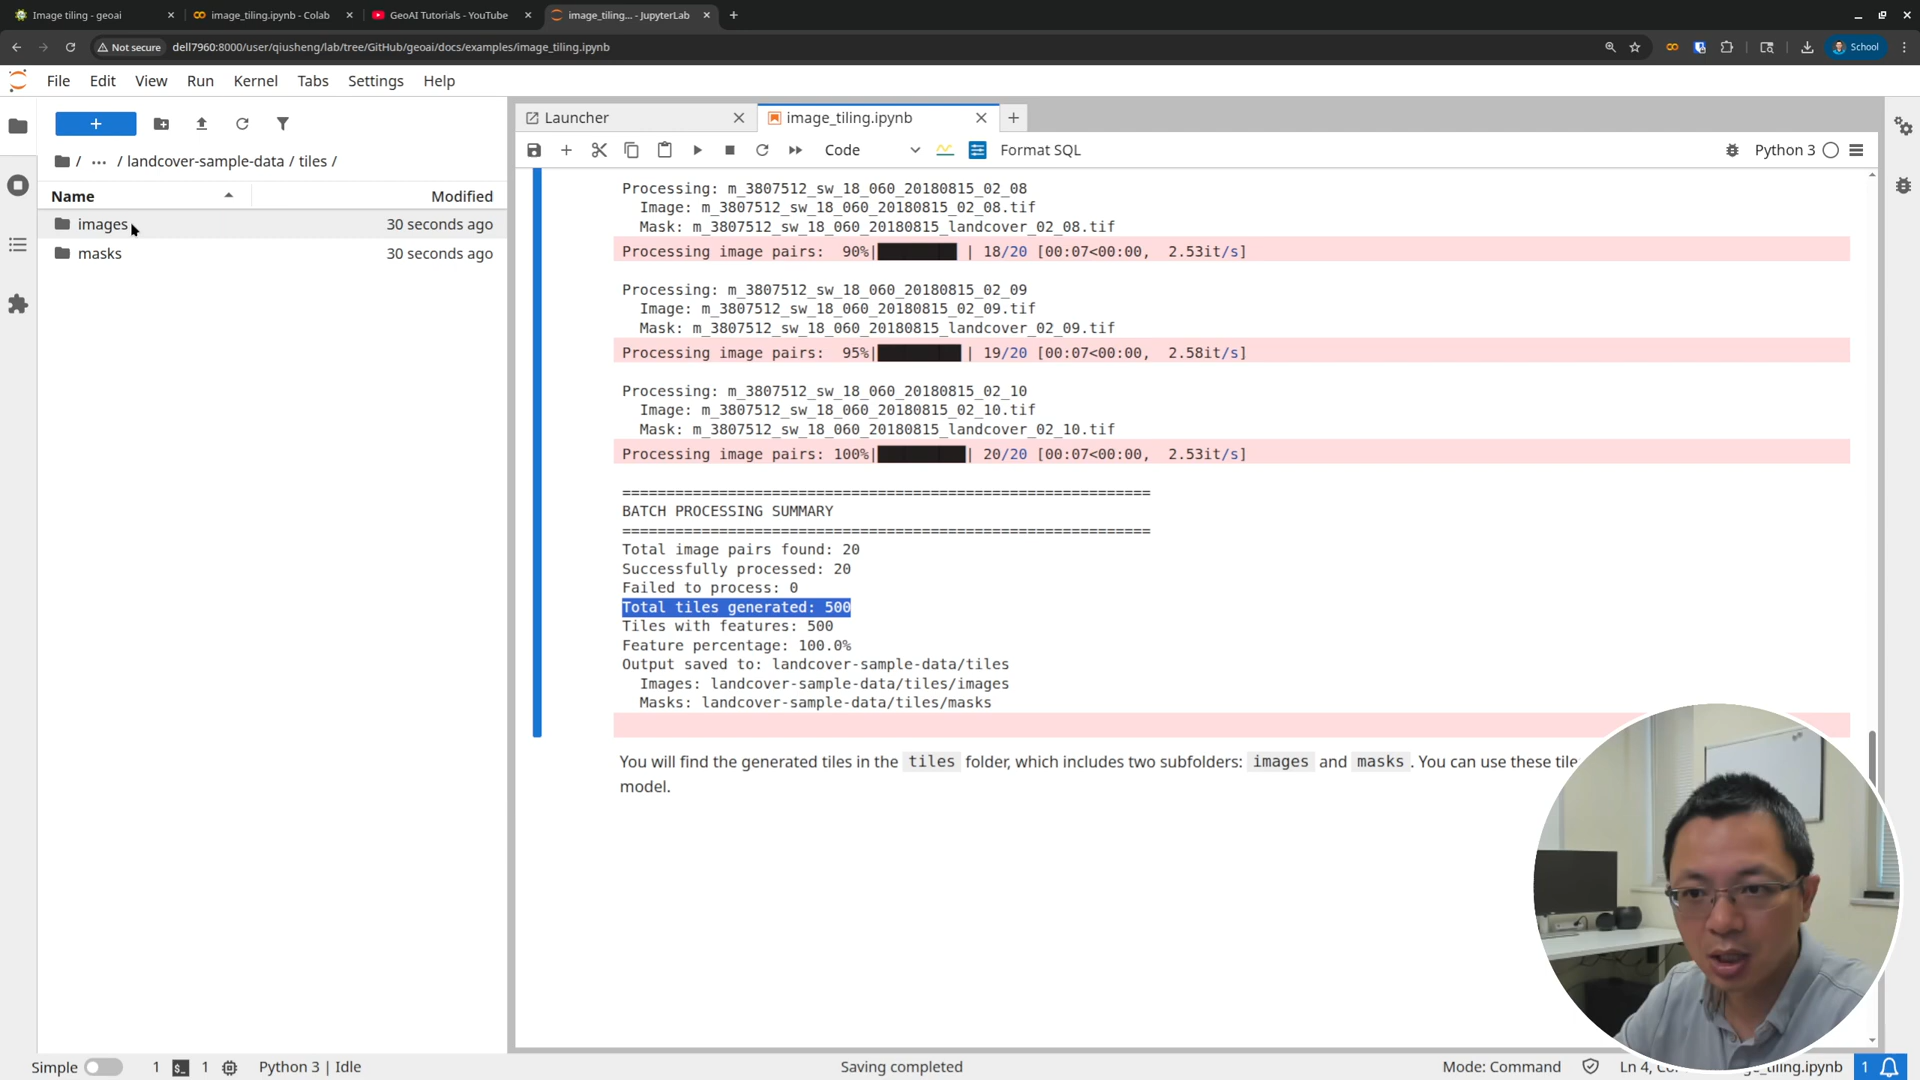 Image tiling - geoai
image_tiling.ipynb - Colab
GeoAI Tutorials - YouTube
image_tiling... - JupyterLab
Not secure
dell7960:8000/user/qiusheng/lab/tree/GitHub/geoai/docs/examples/image_tiling.ipynb
School
File Edit View Run Kernel Tabs Settings Help
/ ··· / landcover-sample-data / tiles /
Name Modified
images 30 seconds ago
masks 30 seconds ago
Launcher
image_tiling.ipynb
Code
Format SQL
Python 3
Processing: m_3807512_sw_18_060_20180815_02_08
Image: m_3807512_sw_18_060_20180815_02_08.tif
Mask: m_3807512_sw_18_060_20180815_landcover_02_08.tif
Processing image pairs: 90%|█████████ | 18/20 [00:07<00:00, 2.53it/s]
Processing: m_3807512_sw_18_060_20180815_02_09
Image: m_3807512_sw_18_060_20180815_02_09.tif
Mask: m_3807512_sw_18_060_20180815_landcover_02_09.tif
Processing image pairs: 95%|█████████▌| 19/20 [00:07<00:00, 2.58it/s]
Processing: m_3807512_sw_18_060_20180815_02_10
Image: m_3807512_sw_18_060_20180815_02_10.tif
Mask: m_3807512_sw_18_060_20180815_landcover_02_10.tif
Processing image pairs: 100%|██████████| 20/20 [00:07<00:00, 2.53it/s]
============================================================
BATCH PROCESSING SUMMARY
============================================================
Total image pairs found: 20
Successfully processed: 20
Failed to process: 0
Total tiles generated: 500
Tiles with features: 500
Feature percentage: 100.0%
Output saved to: landcover-sample-data/tiles
Images: landcover-sample-data/tiles/images
Masks: landcover-sample-data/tiles/masks
You will find the generated tiles in the tiles folder, which includes two subfolders: images and masks. You can use these tile
model.
Simple
1
1
Python 3 | Idle
Saving completed
Mode: Command
Ln 4,
_tiling.ipynb
1